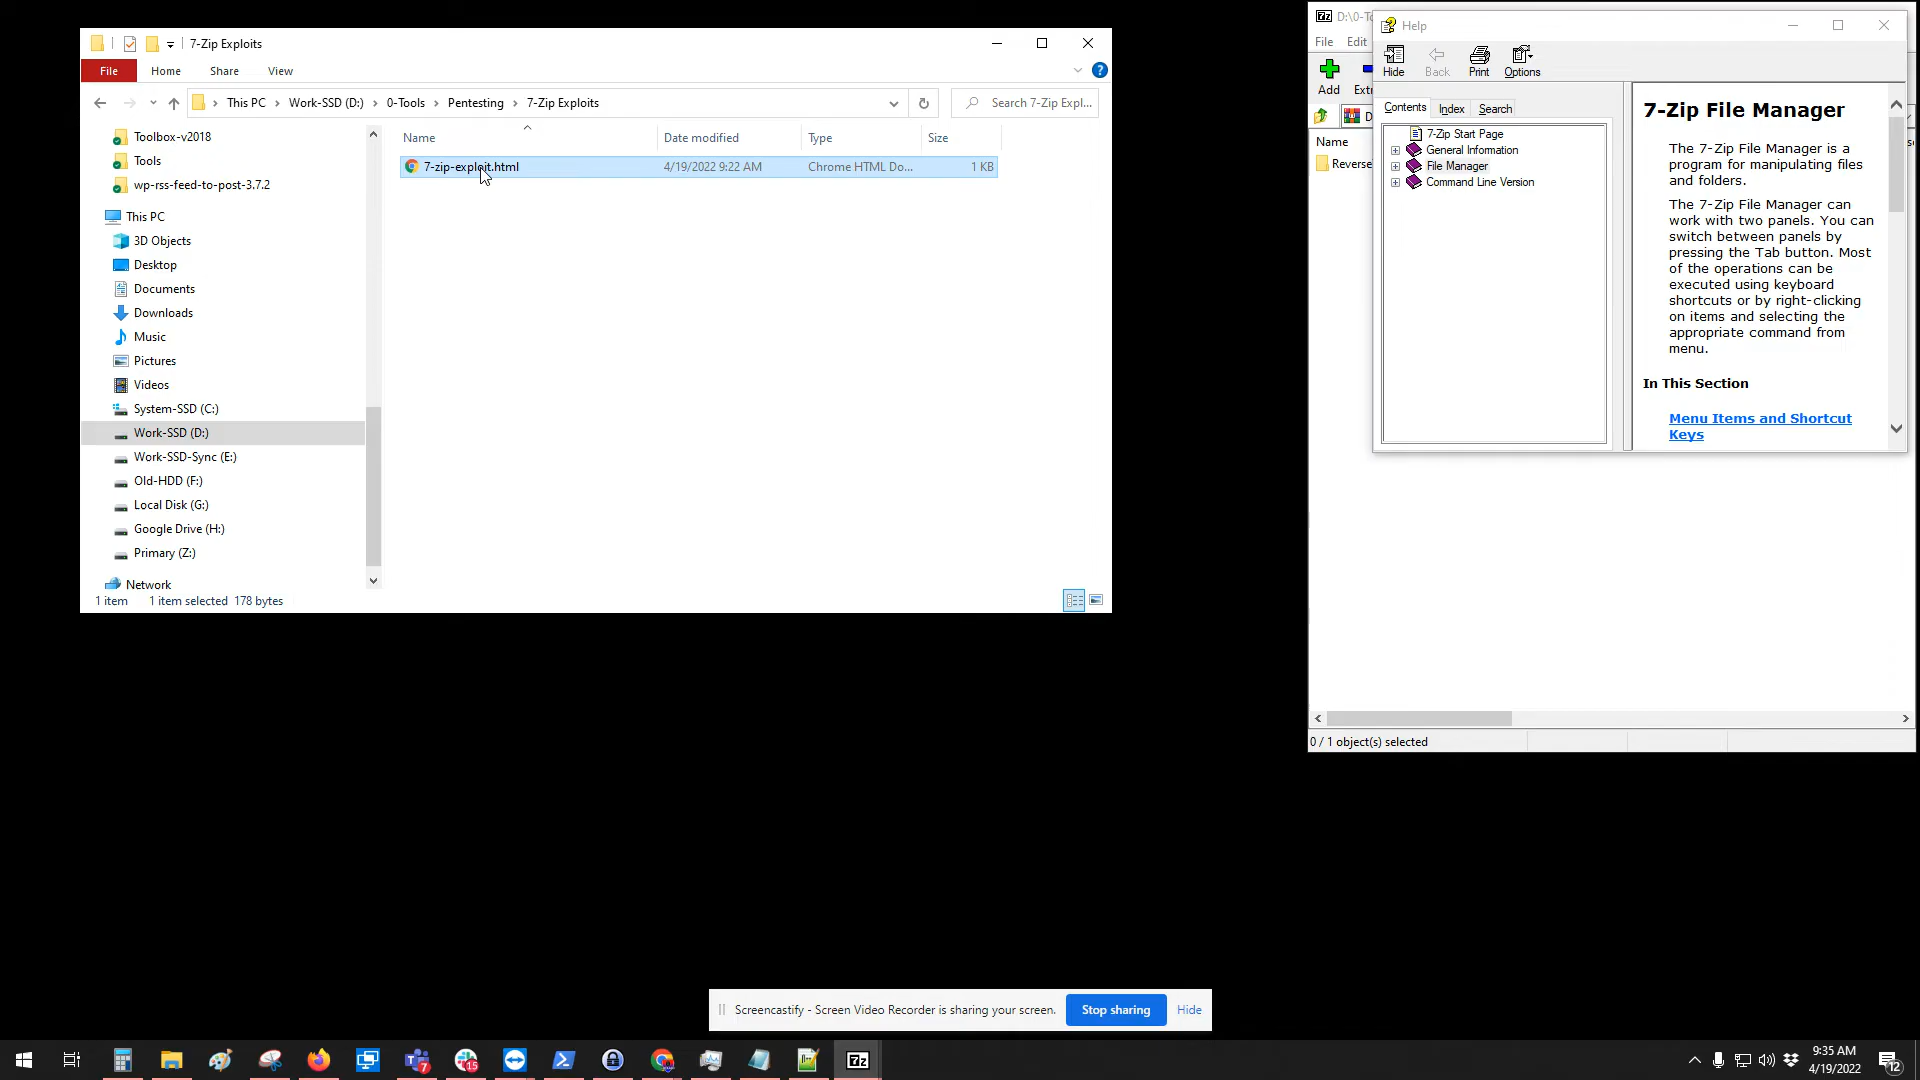 7-Zip Exploits
File
Home
Share
View
This PC
Work-SSD (D:)
0-Tools
Pentesting
7-Zip Exploits
Search 7-Zip Expl...
Name
Date modified
Type
Size
7-zip-exploit.html
4/19/2022 9:22 AM
Chrome HTML Do...
1 KB
Toolbox-v2018
Tools
wp-rss-feed-to-post-3.7.2
This PC
3D Objects
Desktop
Documents
Downloads
Music
Pictures
Videos
System-SSD (C:)
Work-SSD (D:)
Work-SSD-Sync (E:)
Old-HDD (F:)
Local Disk (G:)
Google Drive (H:)
Primary (Z:)
Network
1 item
1 item selected
178 bytes
7z
File
Edit
Add
Name
Reverse
0 / 1 object(s) selected
Help
Hide
Back
Print
Options
Contents
Index
Search
7-Zip Start Page
General Information
File Manager
Command Line Version
7-Zip File Manager
The 7-Zip File Manager is a
program for manipulating files
and folders.
The 7-Zip File Manager can
work with two panels. You can
switch between panels by
pressing the Tab button. Most
of the operations can be
executed using keyboard
shortcuts or by right-clicking
on items and selecting the
appropriate command from
menu.
In This Section
Menu Items and Shortcut
Keys
Screencastify - Screen Video Recorder is sharing your screen.
Stop sharing
Hide
7
15
7z
9:35 AM
4/19/2022
12